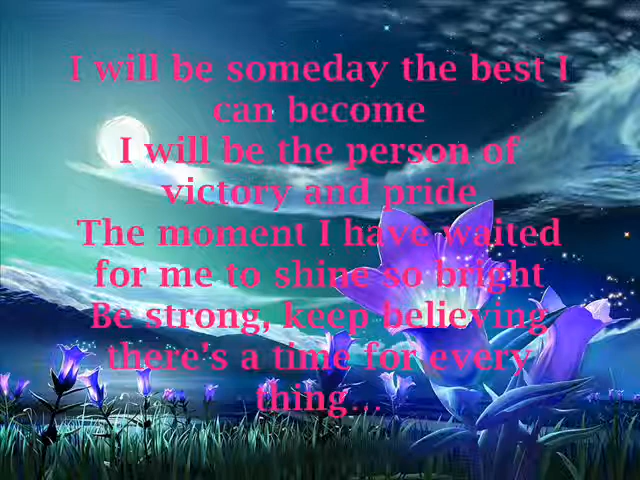 I will be someday the best I
can become
I will be the person of
victory and pride
The moment I have waited
for me to shine so bright
Be strong, keep believing
there's a time for every
thing...